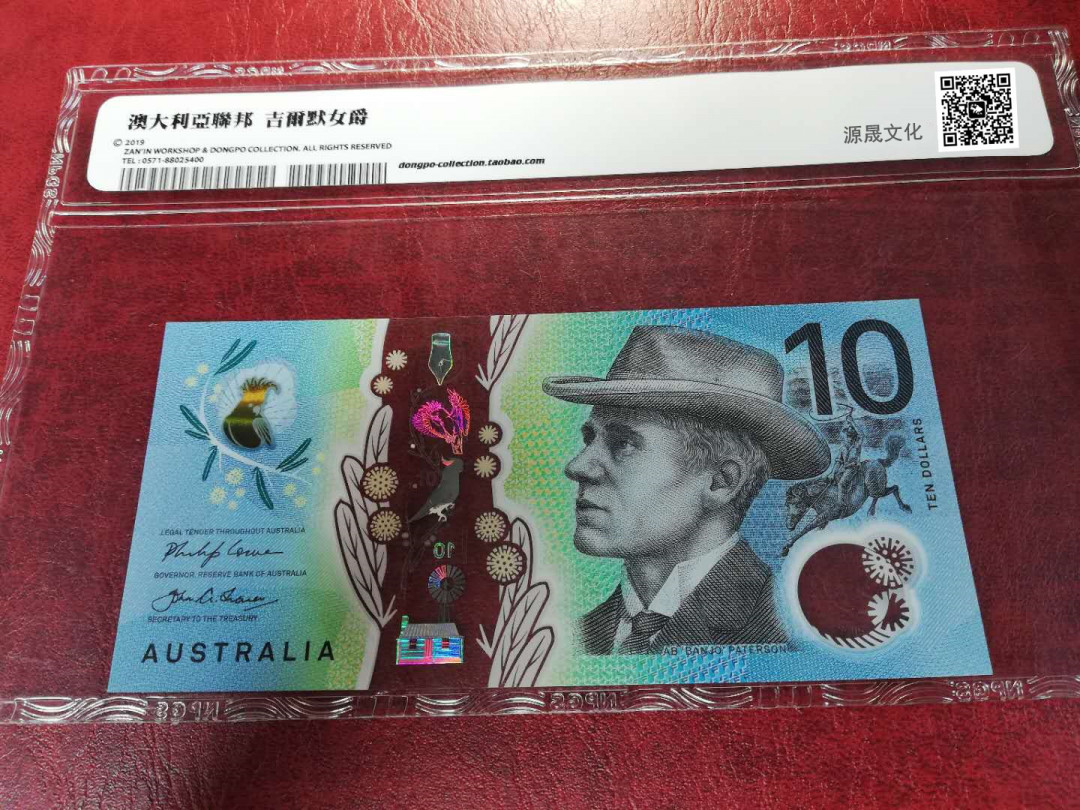 澳大利亞聯邦 吉爾默女爵
© 2019
ZAN'IN WORKSHOP & DONGPO COLLECTION. ALL RIGHTS RESERVED
TEL : 0571-88025400
dongpo-collection.taobao.com
源晟文化
10
TEN DOLLARS
LEGAL TENDER THROUGHOUT AUSTRALIA
GOVERNOR, RESERVE BANK OF AUSTRALIA
SECRETARY TO THE TREASURY
AUSTRALIA
10
AB 'BANJO' PATERSON